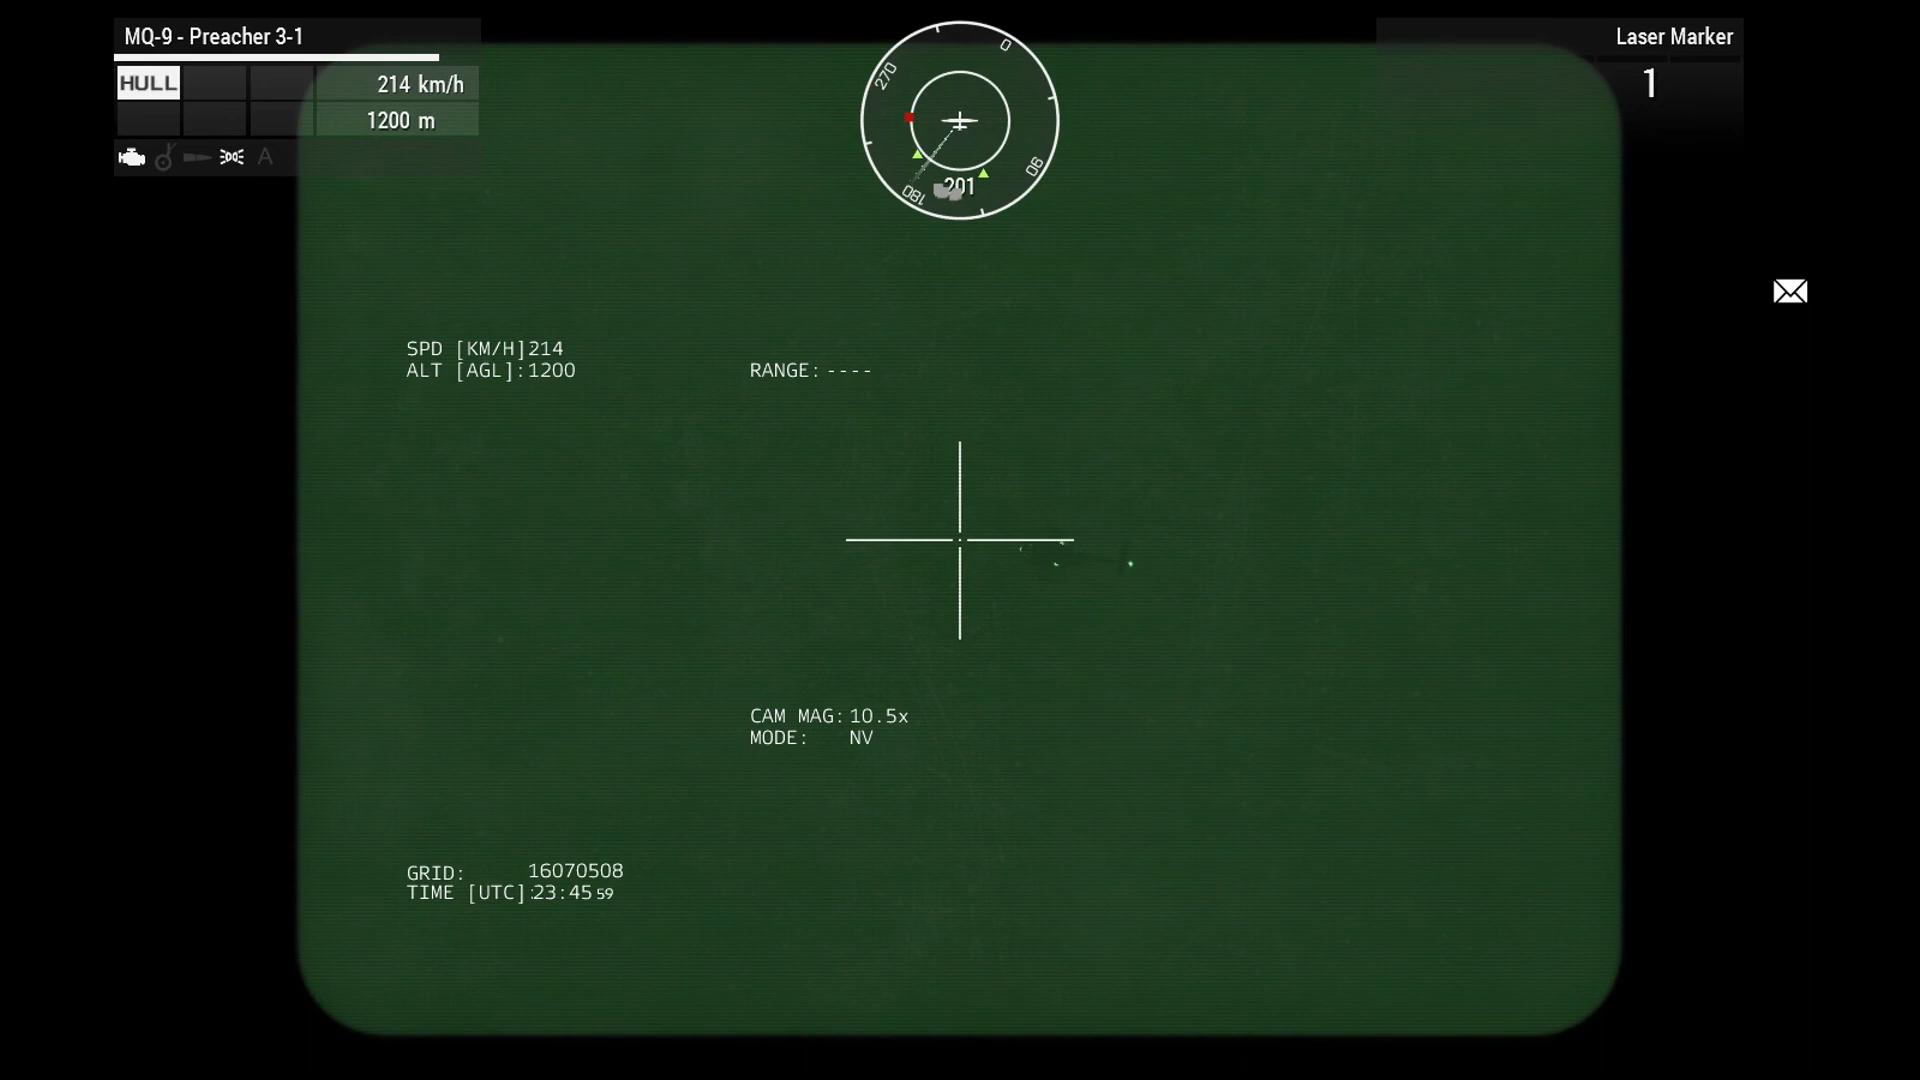 MQ-9 - Preacher 3-1
HULL
214 km/h
1200 m
A
0
270
90
180
201
Laser Marker
1
SPD [KM/H]214
ALT [AGL]:1200
RANGE:----
CAM MAG:10.5x
MODE: NV
GRID: 16070508
TIME [UTC]:23:45 59